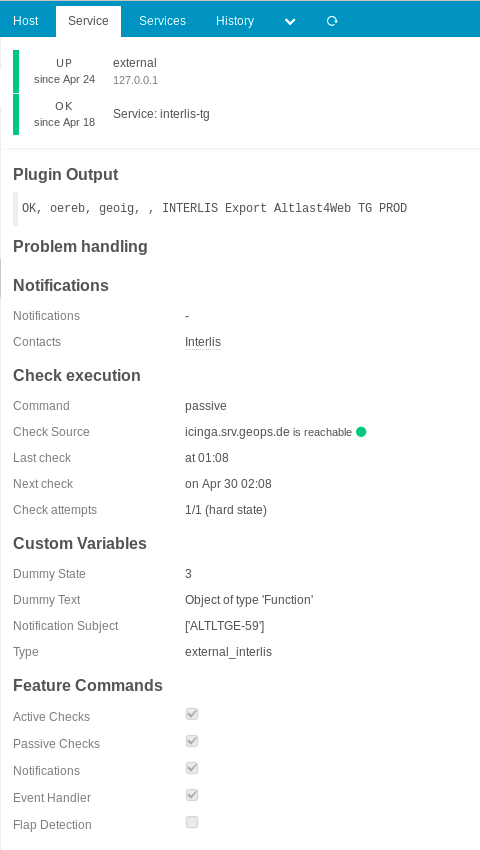 Host Service Services History
UP external
since Apr 24 127.0.0.1
OK
since Apr 18 Service: interlis-tg
Plugin Output
OK, oereb, geoig, , INTERLIS Export Altlast4Web TG PROD
Problem handling
Notifications
Notifications -
Contacts Interlis
Check execution
Command passive
Check Source icinga.srv.geops.de is reachable
Last check at 01:08
Next check on Apr 30 02:08
Check attempts 1/1 (hard state)
Custom Variables
Dummy State 3
Dummy Text Object of type 'Function'
Notification Subject ['ALTLTGE-59']
Type external_interlis
Feature Commands
Active Checks
Passive Checks
Notifications
Event Handler
Flap Detection